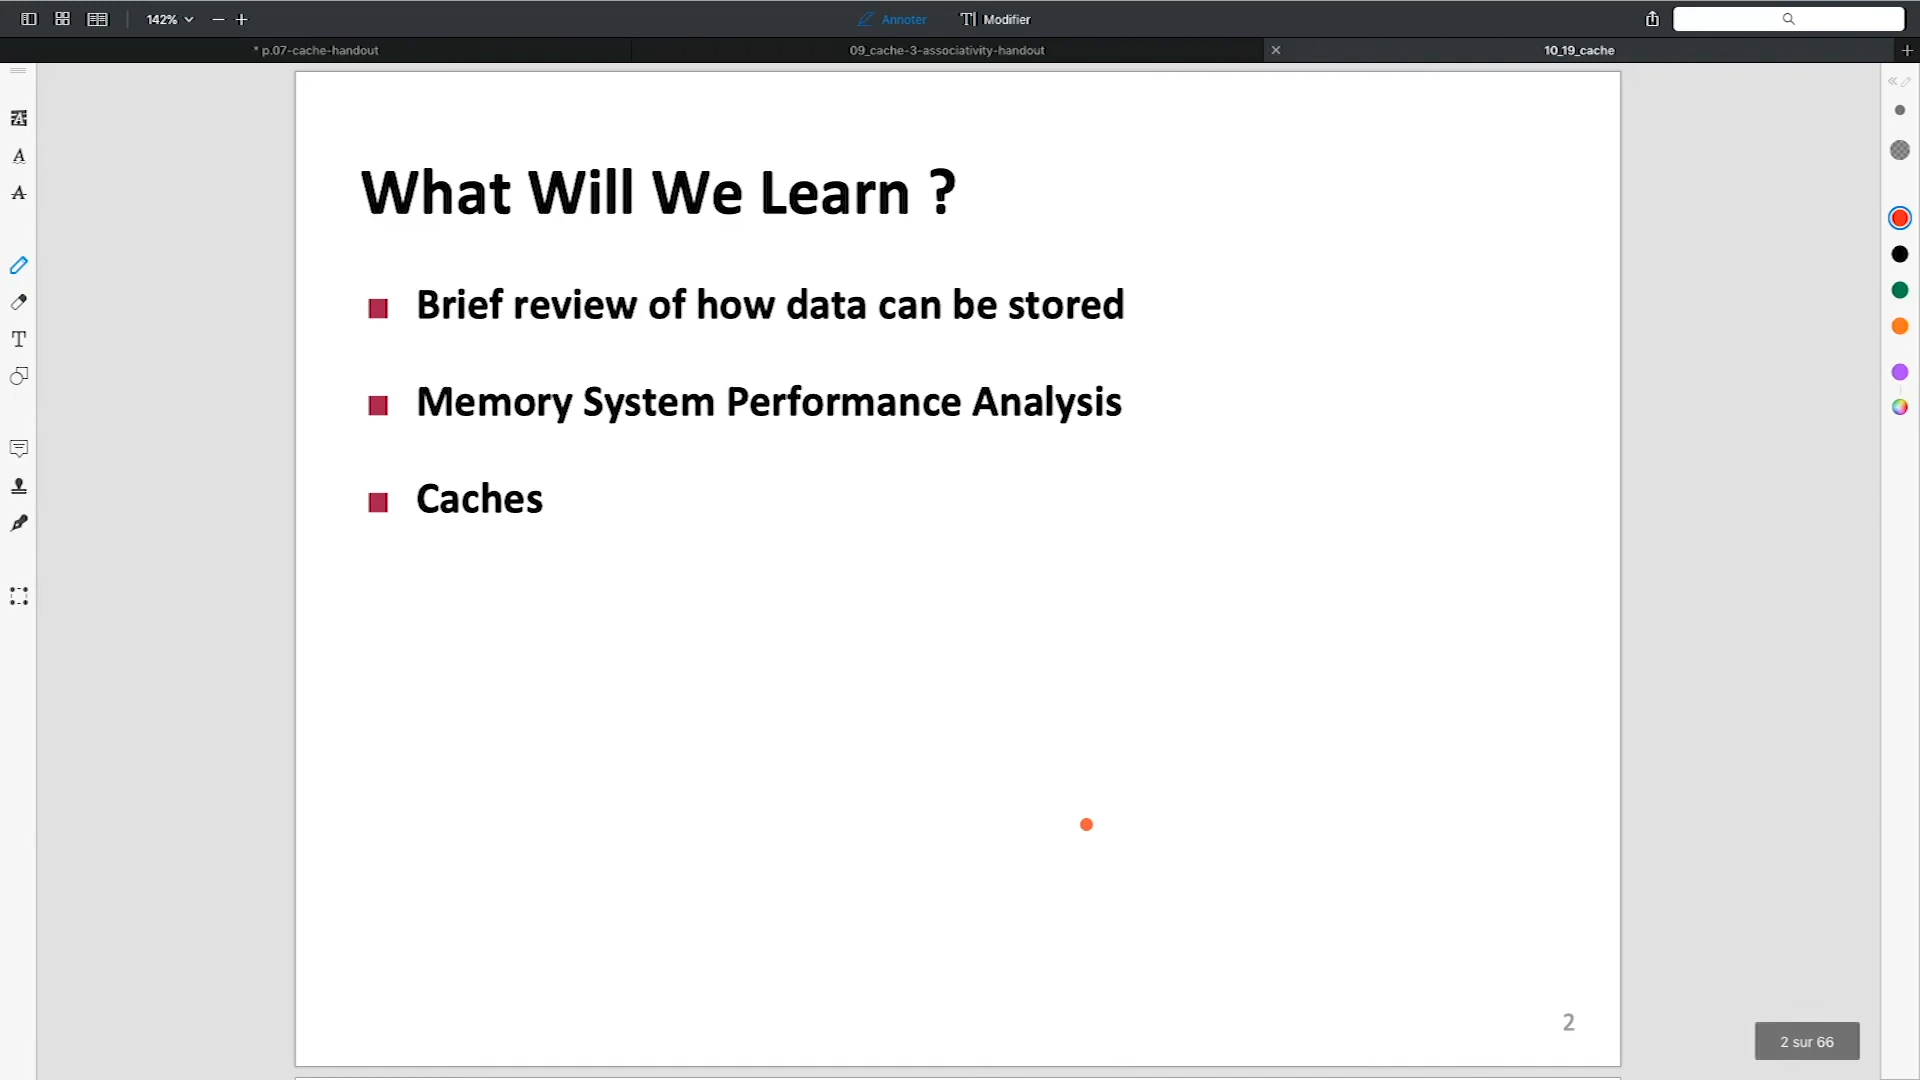 142%
Annoter
Modifier
* p.07-cache-handout
09_cache-3-associativity-handout
10_19_cache
What Will We Learn ?
Brief review of how data can be stored
Memory System Performance Analysis
Caches
2
2 sur 66